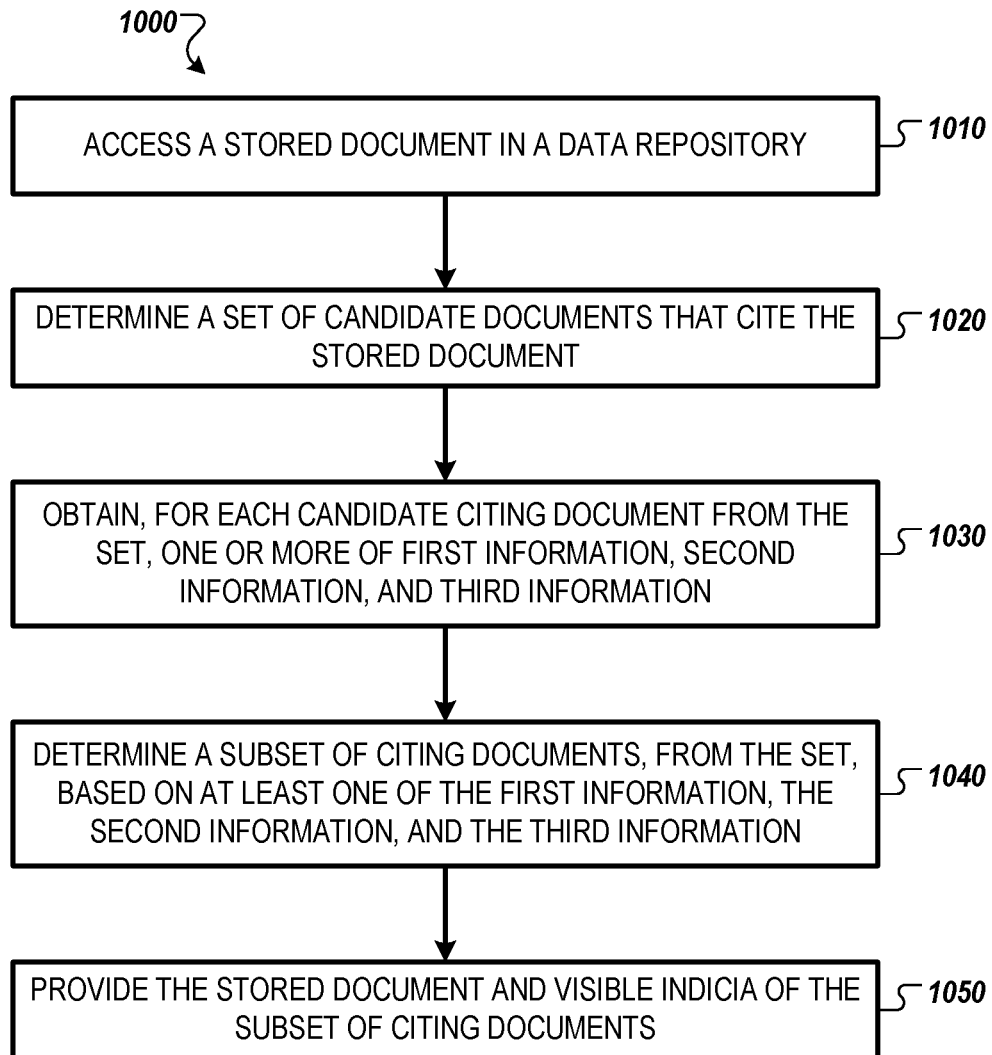 1000
ACCESS A STORED DOCUMENT IN A DATA REPOSITORY
1010
DETERMINE A SET OF CANDIDATE DOCUMENTS THAT CITE THE
STORED DOCUMENT
1020
OBTAIN, FOR EACH CANDIDATE CITING DOCUMENT FROM THE
SET, ONE OR MORE OF FIRST INFORMATION, SECOND
INFORMATION, AND THIRD INFORMATION
1030
DETERMINE A SUBSET OF CITING DOCUMENTS, FROM THE SET,
BASED ON AT LEAST ONE OF THE FIRST INFORMATION, THE
SECOND INFORMATION, AND THE THIRD INFORMATION
1040
PROVIDE THE STORED DOCUMENT AND VISIBLE INDICIA OF THE
SUBSET OF CITING DOCUMENTS
1050